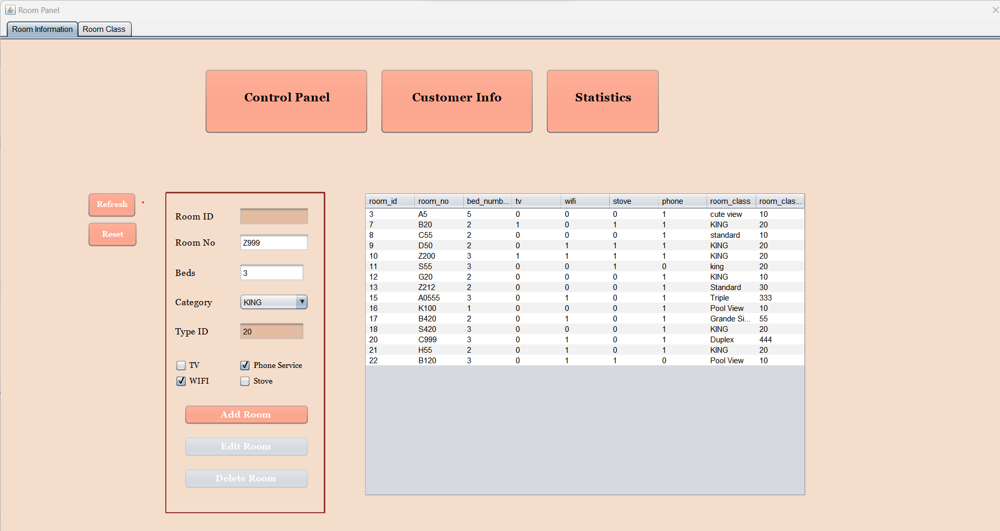 Room Panel
Room Information Room Class
Control Panel Customer Info Statistics
Refresh
Reset
Room ID
Room No Z999
Beds 3
Category KING
Type ID 20
TV Phone Service
WIFI Stove
Add Room
Edit Room
Delete Room
room_id room_no bed_numb... tv wifi stove phone room_class room_clas...
3 A5 5 0 0 0 1 cute view 10
7 B20 2 1 0 1 1 KING 20
8 C55 2 0 0 0 1 standard 10
9 D50 2 0 1 1 1 KING 20
10 Z200 3 1 1 1 1 KING 20
11 S55 3 0 0 1 0 king 20
12 G20 2 0 0 0 1 KING 10
13 Z212 2 0 0 0 1 Standard 30
15 A0555 3 0 1 0 1 Triple 333
16 K100 1 0 0 0 1 Pool View 10
17 B420 2 0 1 0 1 Grande Si... 55
18 S420 3 0 0 0 1 KING 20
20 C999 3 0 1 0 1 Duplex 444
21 H55 2 0 1 0 1 KING 20
22 B120 3 0 1 1 0 Pool View 10